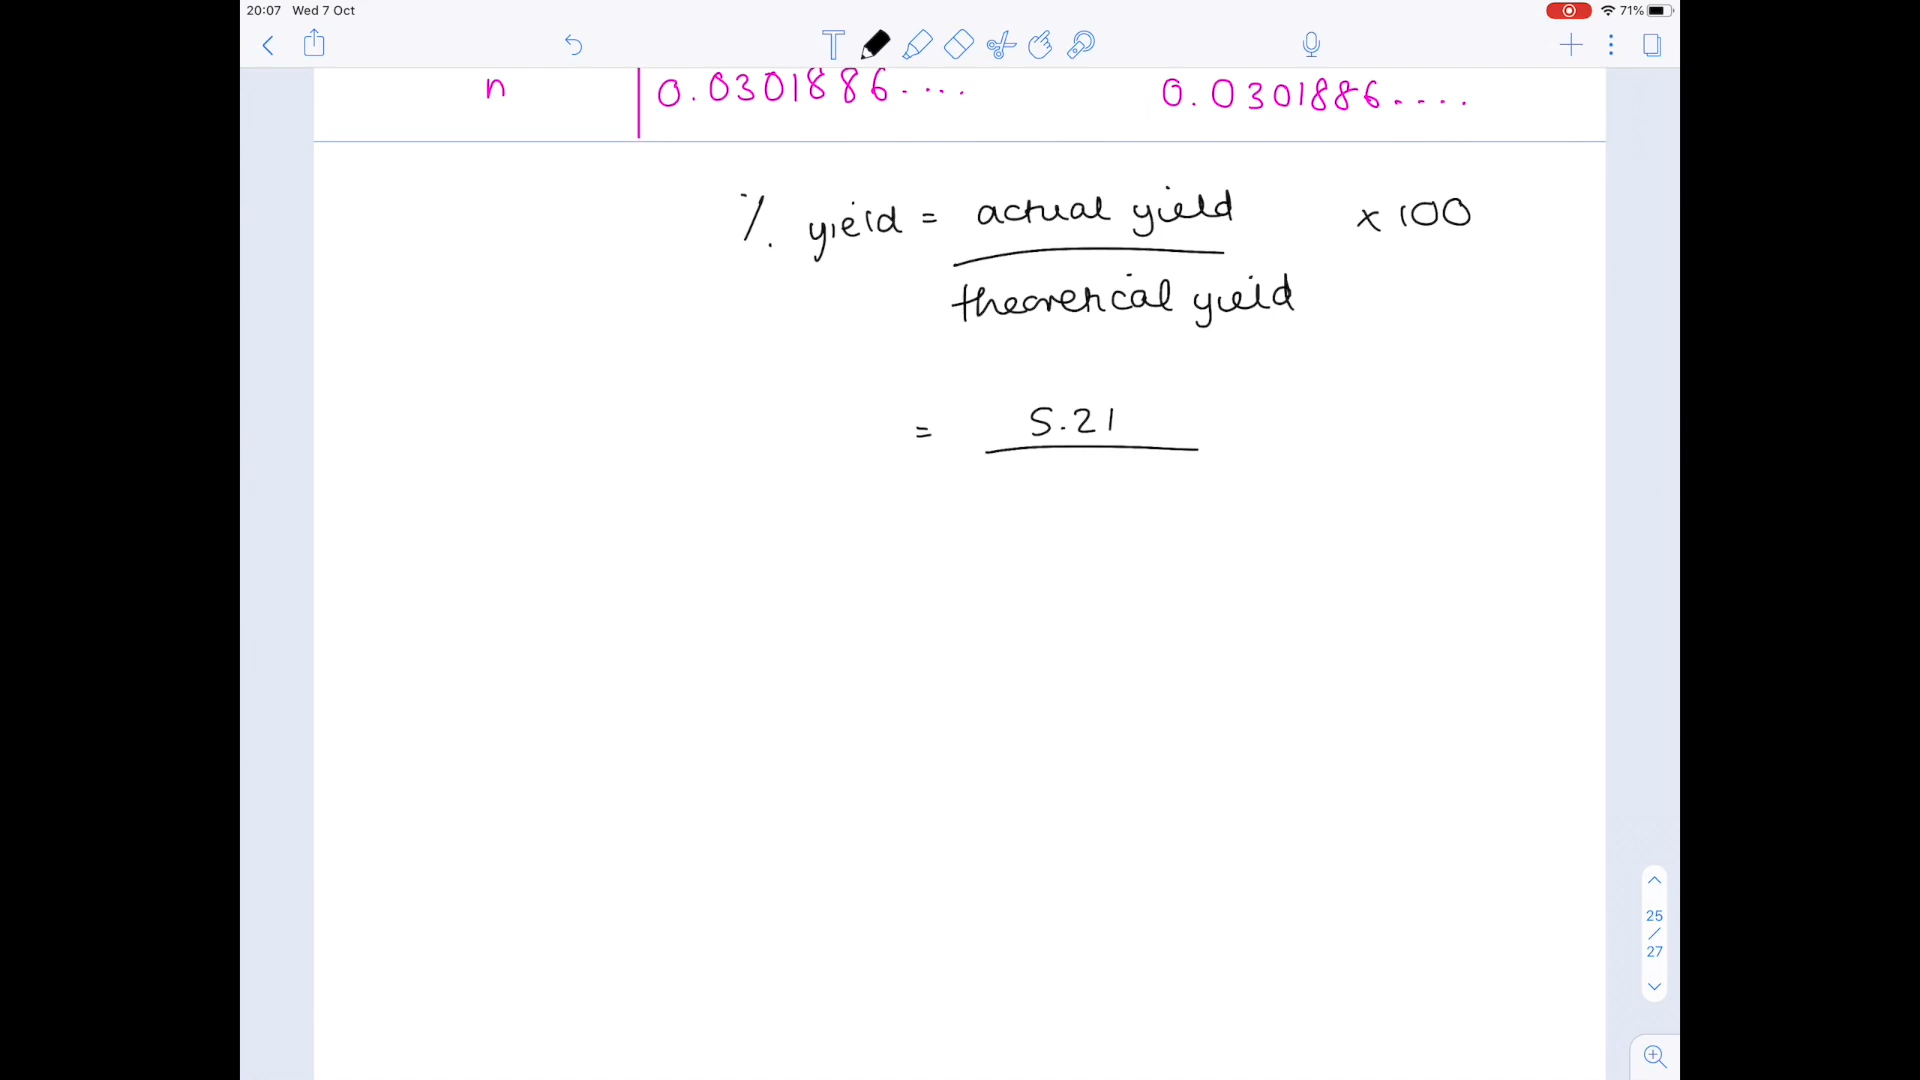 20:07 Wed 7 Oct 71%
T
n 0.0301886.... 0.0301886....
% yield = actual yield x 100
theoretical yield
= 5.21
25
/
27